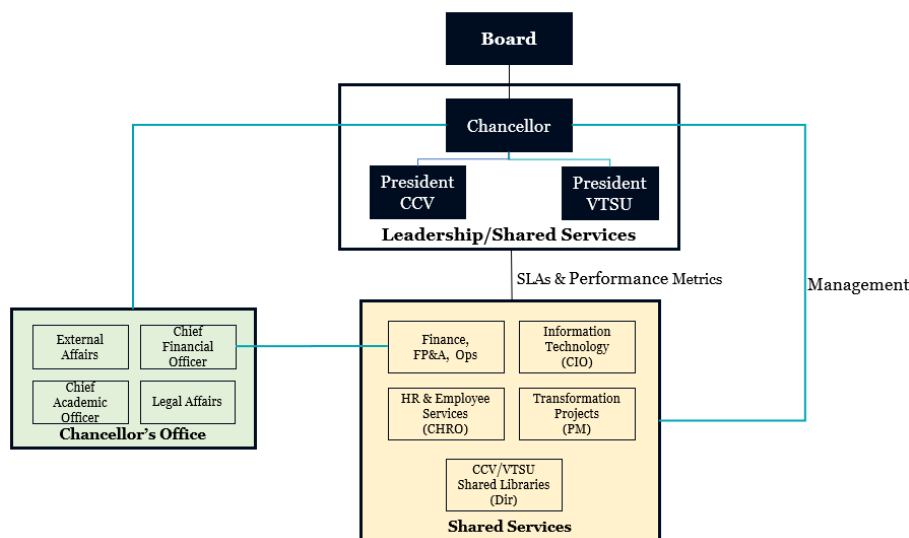 Board
Chancellor
President
CCV
President
VTSU
Leadership/Shared Services
SLAs & Performance Metrics
Management
External
Affairs
Chief
Financial
Officer
Chief
Academic
Officer
Legal Affairs
Chancellor's Office
Finance,
FP&A, Ops
Information
Technology
(CIO)
HR & Employee
Services
(CHRO)
Transformation
Projects
(PM)
CCV/VTSU
Shared Libraries
(Dir)
Shared Services